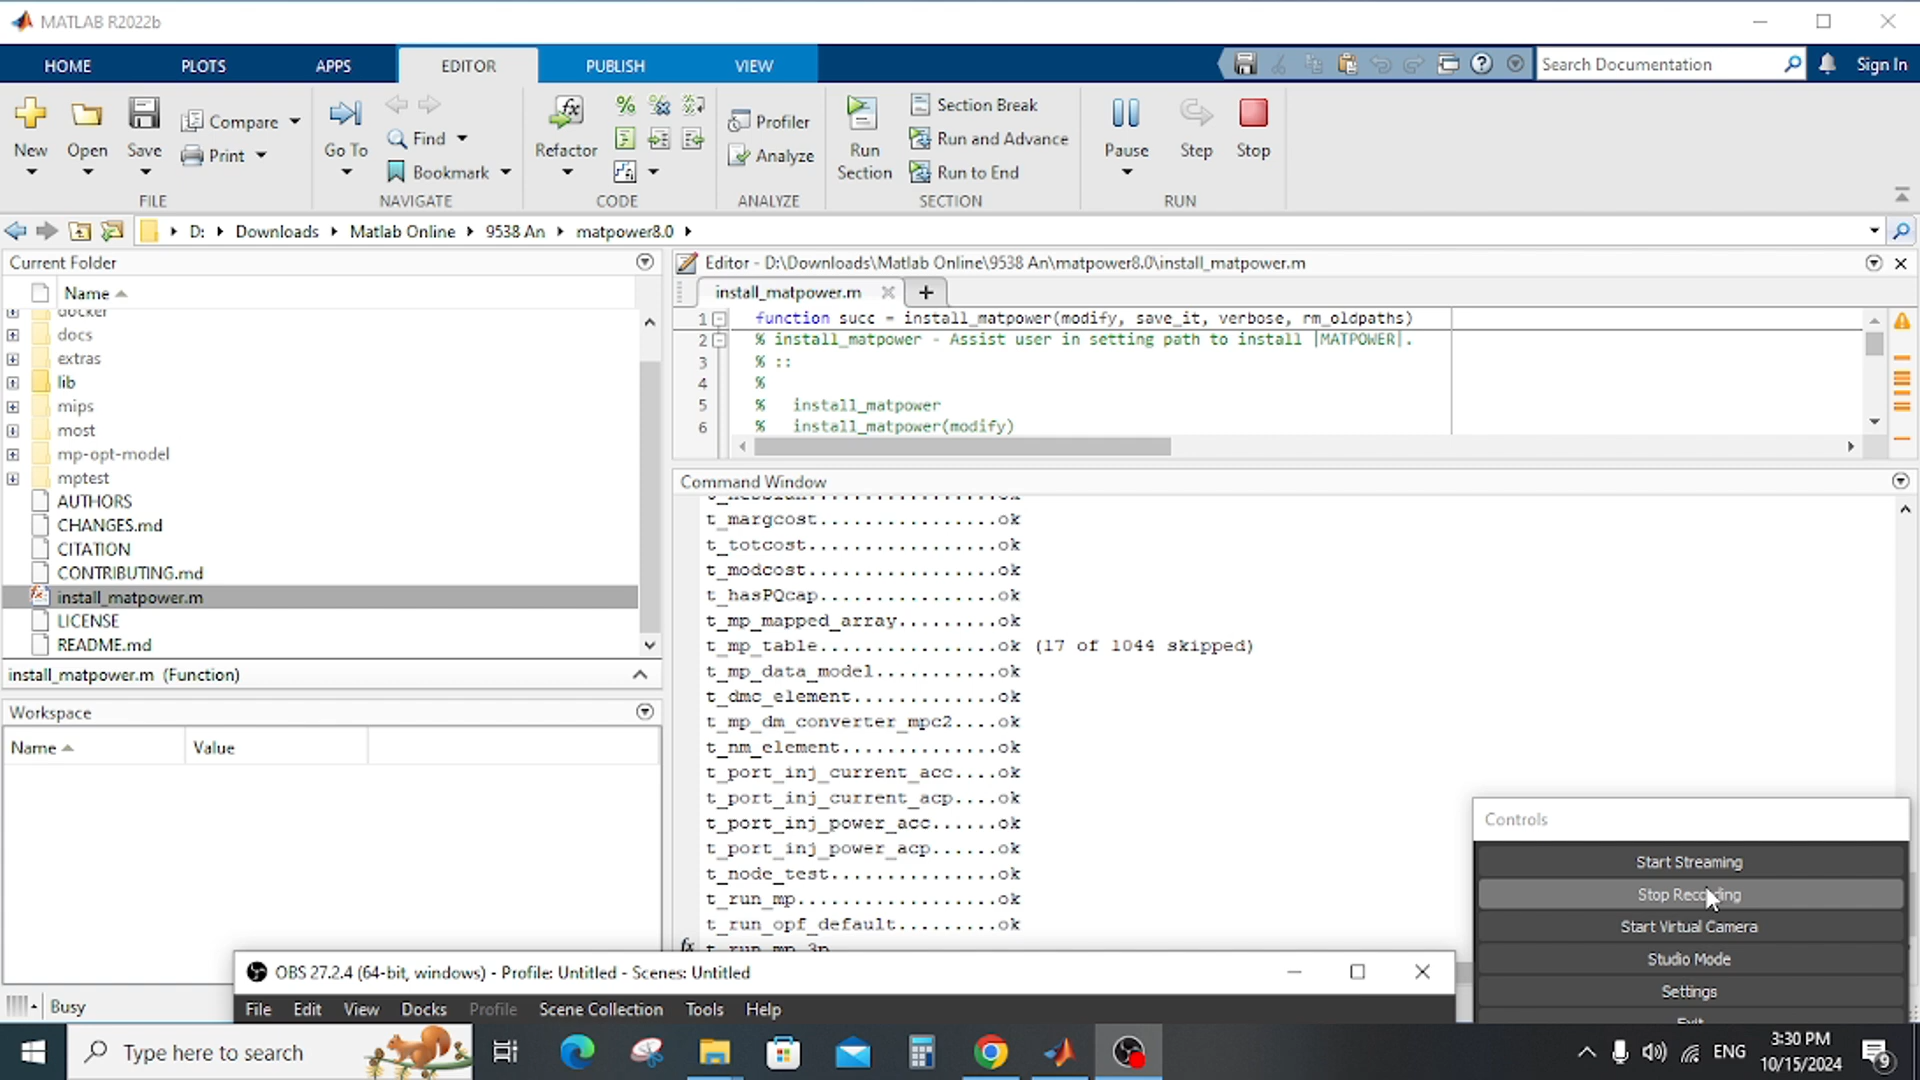 MATLAB R2022b
HOME PLOTS APPS EDITOR PUBLISH VIEW Search Documentation Sign In
New Open Save Compare Print
FILE
Go To Find Bookmark
NAVIGATE
Refactor
CODE
Profiler
Analyze
ANALYZE
Run Section
Section Break
Run and Advance
Run to End
SECTION
Pause Step Stop
RUN
D: Downloads Matlab Online 9538 An matpower8.0
Current Folder
Name
docker
docs
extras
lib
mips
most
mp-opt-model
mptest
AUTHORS
CHANGES.md
CITATION
CONTRIBUTING.md
install_matpower.m
LICENSE
README.md
install_matpower.m (Function)
Workspace
Name Value
Editor - D:\Downloads\Matlab Online\9538 An\matpower8.0\install_matpower.m
install_matpower.m
1 function succ = install_matpower(modify, save_it, verbose, rm_oldpaths)
2 % install_matpower - Assist user in setting path to install |MATPOWER|.
3 % ::
4 %
5 % install_matpower
6 % install_matpower(modify)
Command Window
t_margcost................ok
t_totcost.................ok
t_modcost.................ok
t_hasPQcap................ok
t_mp_mapped_array.........ok
t_mp_table................ok (17 of 1044 skipped)
t_mp_data_model...........ok
t_dmc_element.............ok
t_mp_dm_converter_mpc2....ok
t_nm_element..............ok
t_port_inj_current_acc....ok
t_port_inj_current_acp....ok
t_port_inj_power_acc......ok
t_port_inj_power_acp......ok
t_node_test...............ok
t_run_mp..................ok
t_run_opf_default.........ok
fx t_run_mp_3p
Controls
Start Streaming
Stop Recording
Start Virtual Camera
Studio Mode
Settings
Exit
OBS 27.2.4 (64-bit, windows) - Profile: Untitled - Scenes: Untitled
File Edit View Docks Profile Scene Collection Tools Help
Busy
Type here to search
ENG
3:30 PM
10/15/2024
9